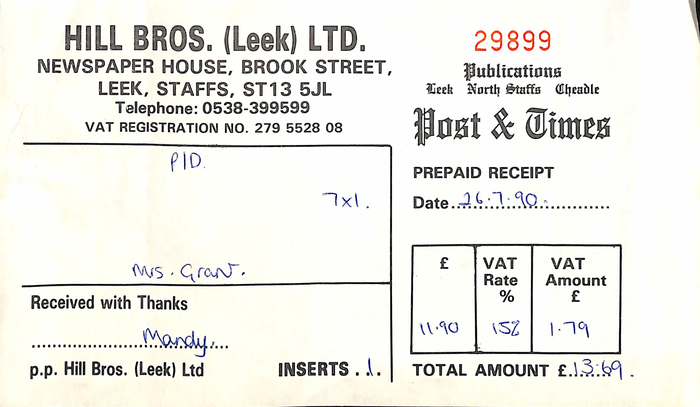 HILL BROS. (Leek) LTD.
NEWSPAPER HOUSE, BROOK STREET,
LEEK, STAFFS, ST13 5JL
Telephone: 0538-399599
VAT REGISTRATION NO. 279 5528 08
29899
Publications
Leek North Staffs Cheadle
Post & Times
PREPAID RECEIPT
Date 26.7.90.
PID.
7x1.
Mrs. Grant.
Received with Thanks
Mandy
p.p. Hill Bros. (Leek) Ltd
INSERTS . 1 .
£ VAT Rate % VAT Amount £
11.90 15% 1.79
TOTAL AMOUNT £ 13.69.